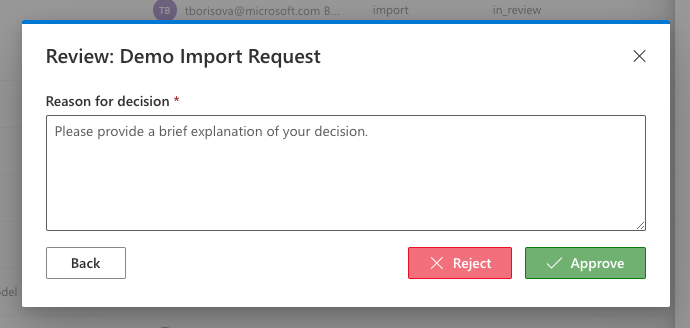 TB tborisova@microsoft.com B... import in_review
Review: Demo Import Request
Reason for decision *
Please provide a brief explanation of your decision.
Back Reject Approve
odel